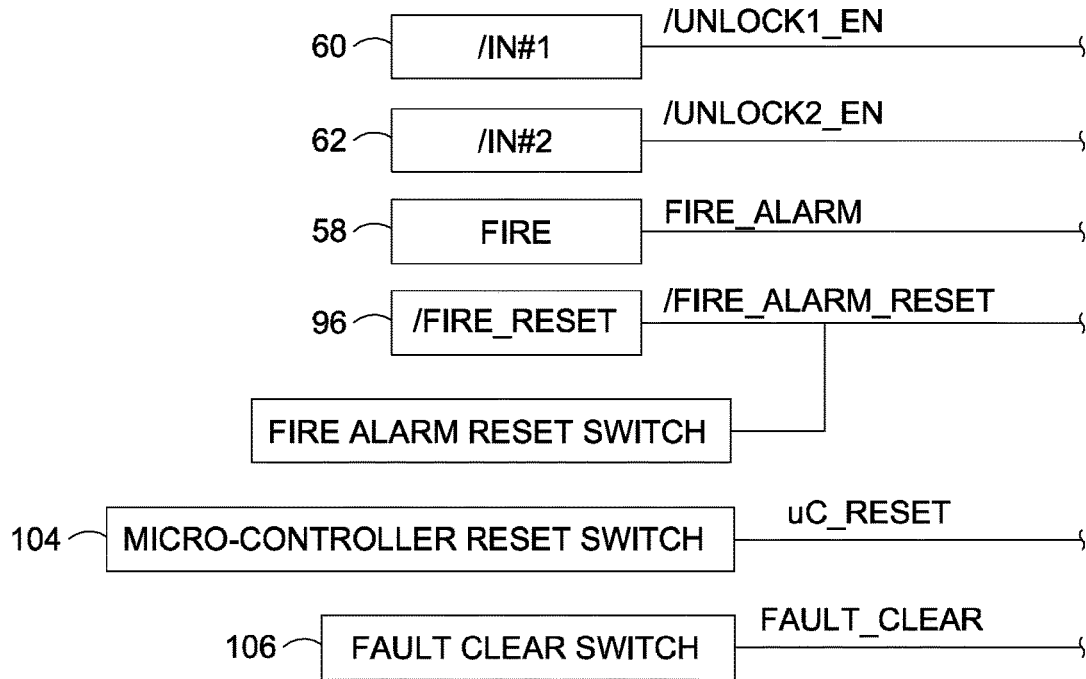 /UNLOCK1_EN
60 /IN#1
/UNLOCK2_EN
62 /IN#2
FIRE_ALARM
58 FIRE
/FIRE_ALARM_RESET
96 /FIRE_RESET
FIRE ALARM RESET SWITCH
uC_RESET
104 MICRO-CONTROLLER RESET SWITCH
FAULT_CLEAR
106 FAULT CLEAR SWITCH